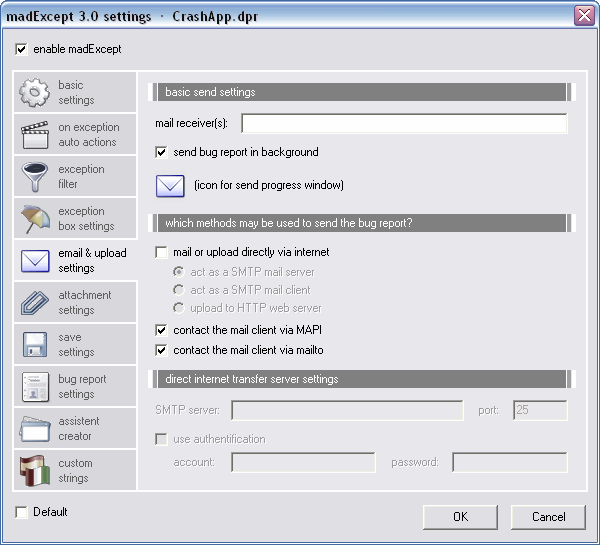 madExcept 3.0 settings · CrashApp.dpr
enable madExcept
basic
settings
on exception
auto actions
exception
filter
exception
box settings
email & upload
settings
attachment
settings
save
settings
bug report
settings
assistent
creator
custom
strings
basic send settings
mail receiver(s):
send bug report in background
(icon for send progress window)
which methods may be used to send the bug report?
mail or upload directly via internet
act as a SMTP mail server
act as a SMTP mail client
upload to HTTP web server
contact the mail client via MAPI
contact the mail client via mailto
direct internet transfer server settings
SMTP server: port: 25
use authentification
account: password:
Default
OK Cancel